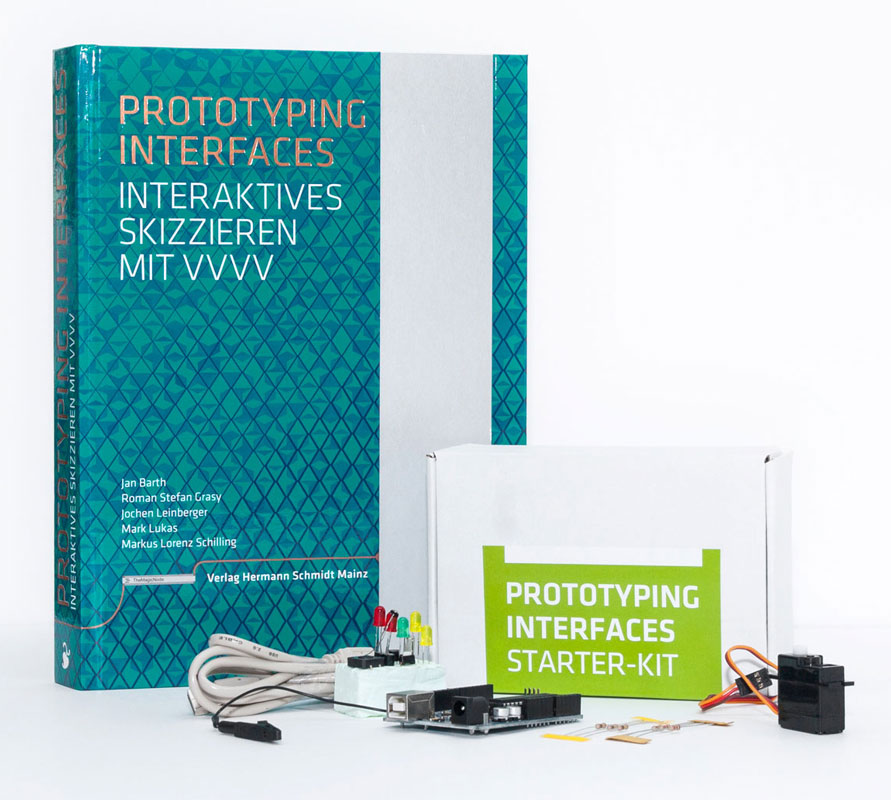 PROTOTYPING
INTERFACES
INTERAKTIVES
SKIZZIEREN
MIT VVVV
Jan Barth
Roman Stefan Grasy
Jochen Leinberger
Mark Lukas
Markus Lorenz Schilling
TheMagicNode
Verlag Hermann Schmidt Mainz
PROTOTYPING INTERFACES
INTERAKTIVES SKIZZIEREN MIT VVVV
PROTOTYPING
INTERFACES
STARTER-KIT